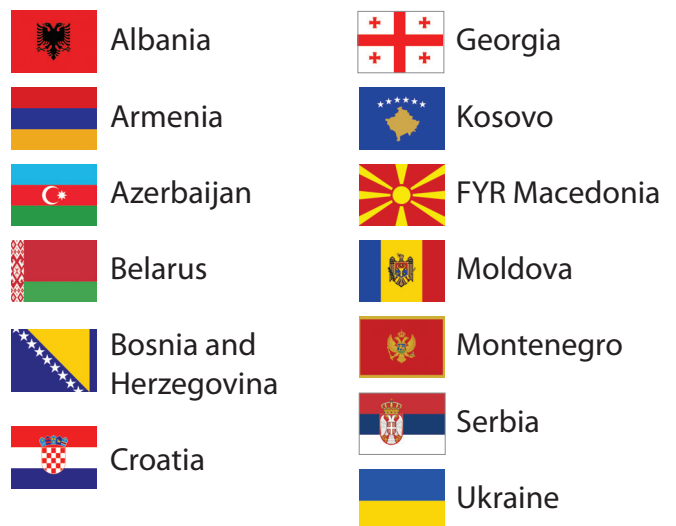 Albania
Armenia
Azerbaijan
Belarus
Bosnia and
Herzegovina
Croatia
Georgia
Kosovo
FYR Macedonia
Moldova
Montenegro
Serbia
Ukraine